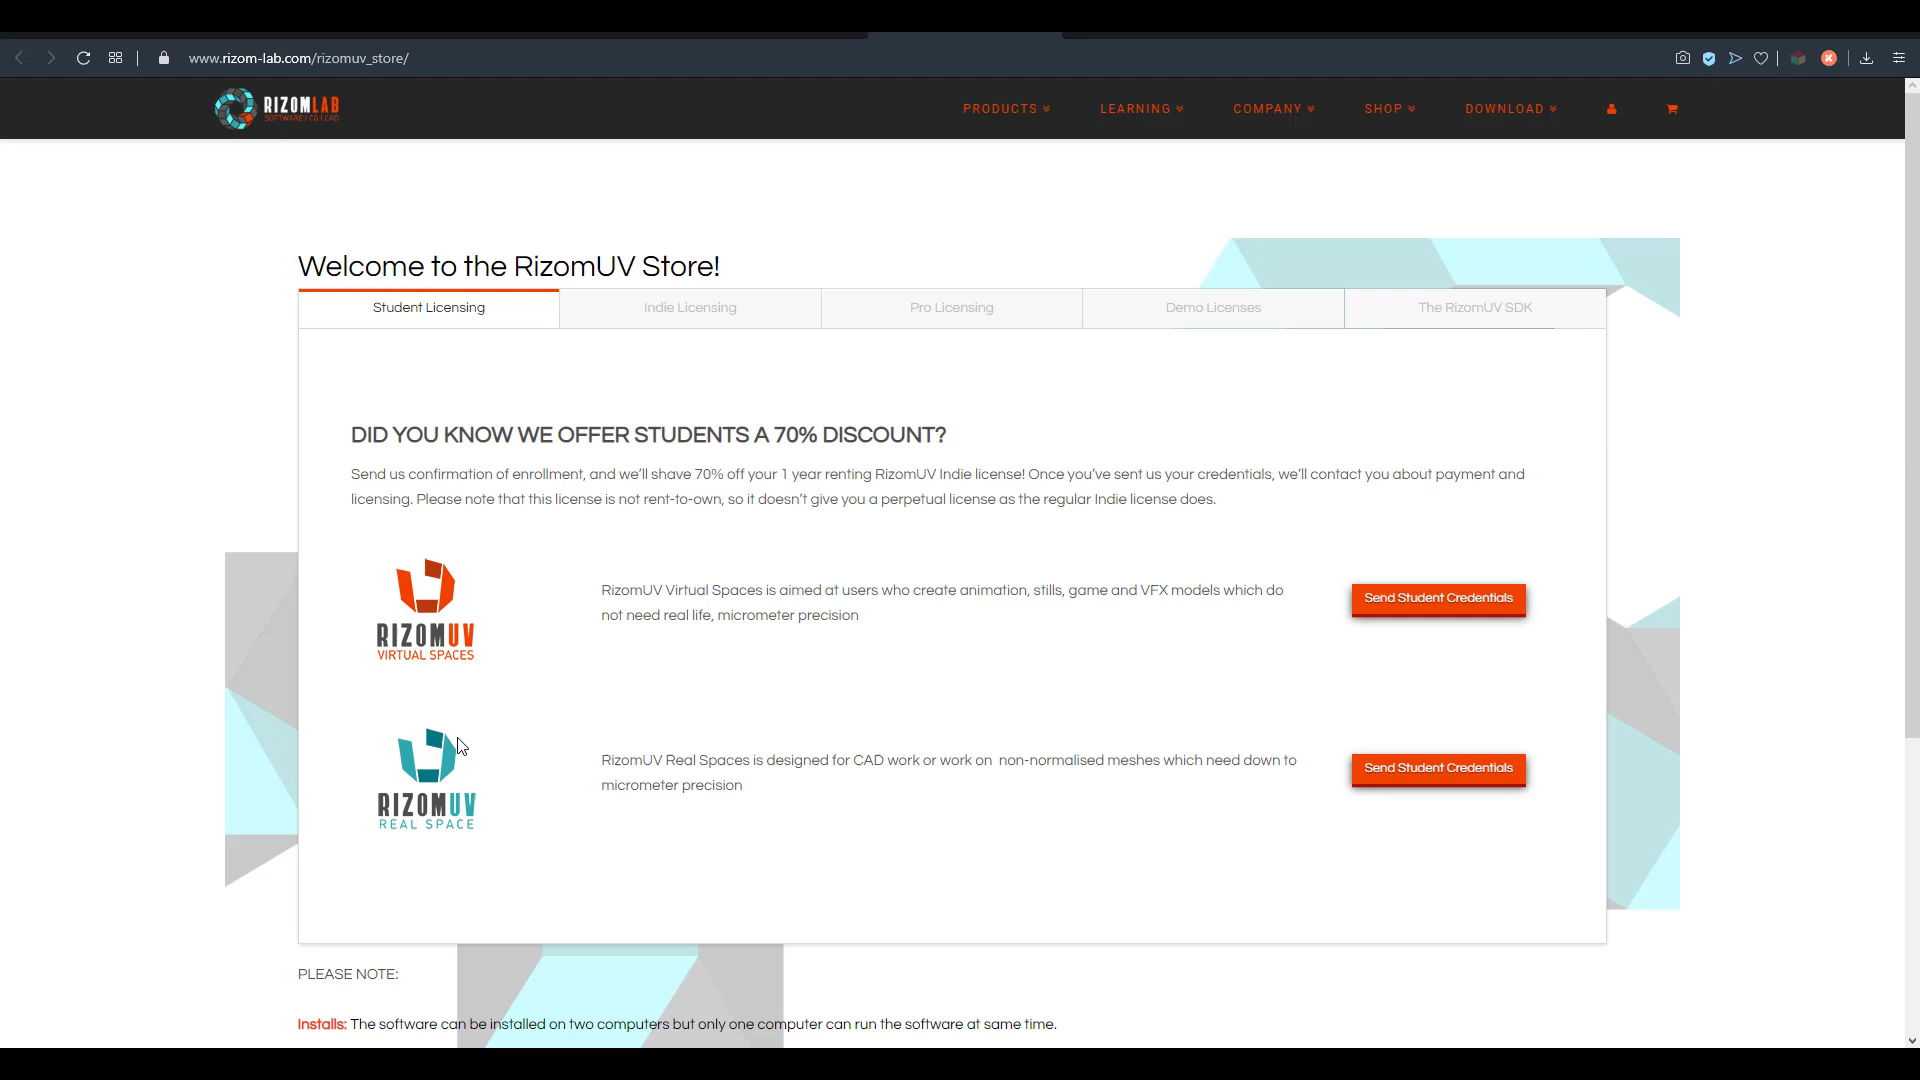 www.rizom-lab.com/rizomuv_store/
RIZOMLAB
SOFTWARE | CG | CAD
PRODUCTS
LEARNING
COMPANY
SHOP
DOWNLOAD
Welcome to the RizomUV Store!
Student Licensing
Indie Licensing
Pro Licensing
Demo Licenses
The RizomUV SDK
DID YOU KNOW WE OFFER STUDENTS A 70% DISCOUNT?
Send us confirmation of enrollment, and we'll shave 70% off your 1 year renting RizomUV Indie license! Once you've sent us your credentials, we'll contact you about payment and
licensing. Please note that this license is not rent-to-own, so it doesn't give you a perpetual license as the regular Indie license does.
RIZOMUV
VIRTUAL SPACES
RizomUV Virtual Spaces is aimed at users who create animation, stills, game and VFX models which do
not need real life, micrometer precision
Send Student Credentials
RIZOMUV
REAL SPACE
RizomUV Real Spaces is designed for CAD work or work on non-normalised meshes which need down to
micrometer precision
Send Student Credentials
PLEASE NOTE:
Installs: The software can be installed on two computers but only one computer can run the software at same time.